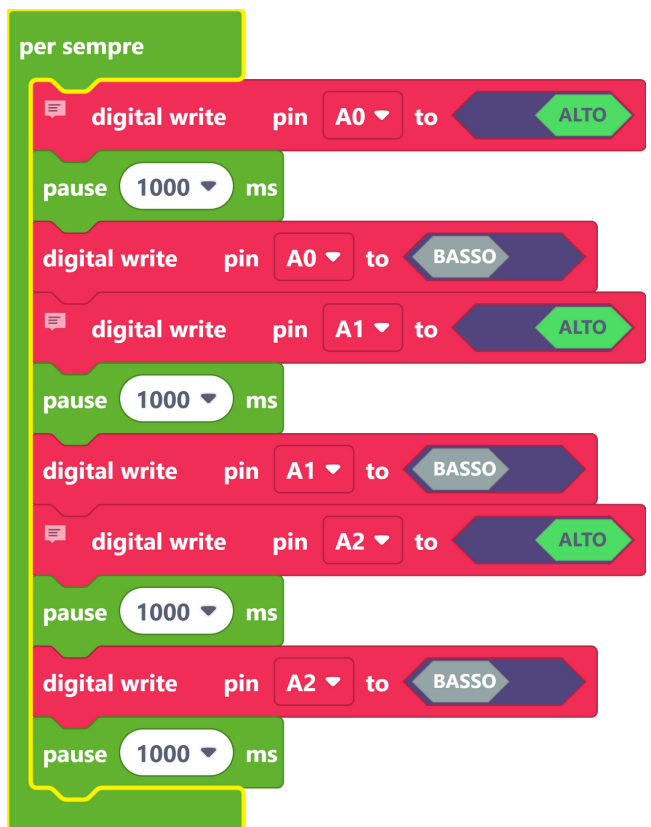 per sempre
digital write pin A0 to ALTO
pause 1000 ms
digital write pin A0 to BASSO
digital write pin A1 to ALTO
pause 1000 ms
digital write pin A1 to BASSO
digital write pin A2 to ALTO
pause 1000 ms
digital write pin A2 to BASSO
pause 1000 ms